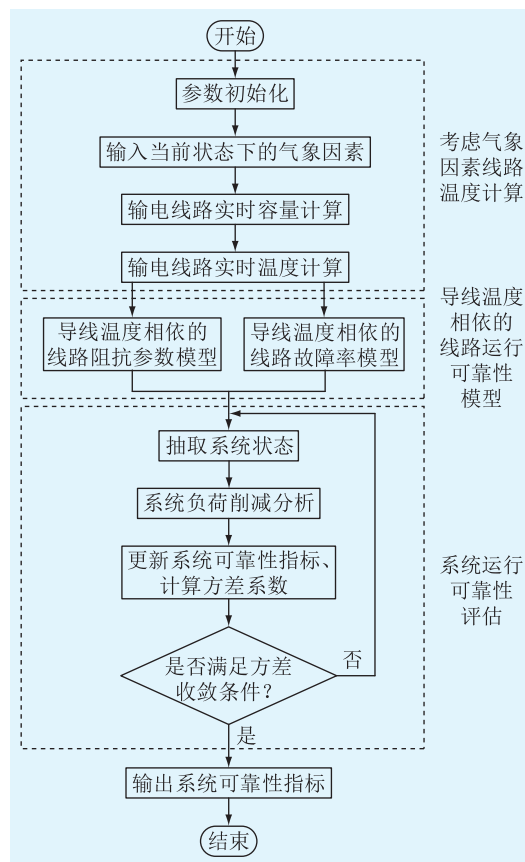 开始
参数初始化
输入当前状态下的气象因素
输电线路实时容量计算
输电线路实时温度计算
考虑气象
因素线路
温度计算
导线温度相依的
线路阻抗参数模型
导线温度相依的
线路故障率模型
导线温度
相依的
线路运行
可靠性
模型
抽取系统状态
系统负荷削减分析
更新系统可靠性指标、
计算方差系数
是否满足方差
收敛条件？
否
是
系统运行
可靠性
评估
输出系统可靠性指标
结束